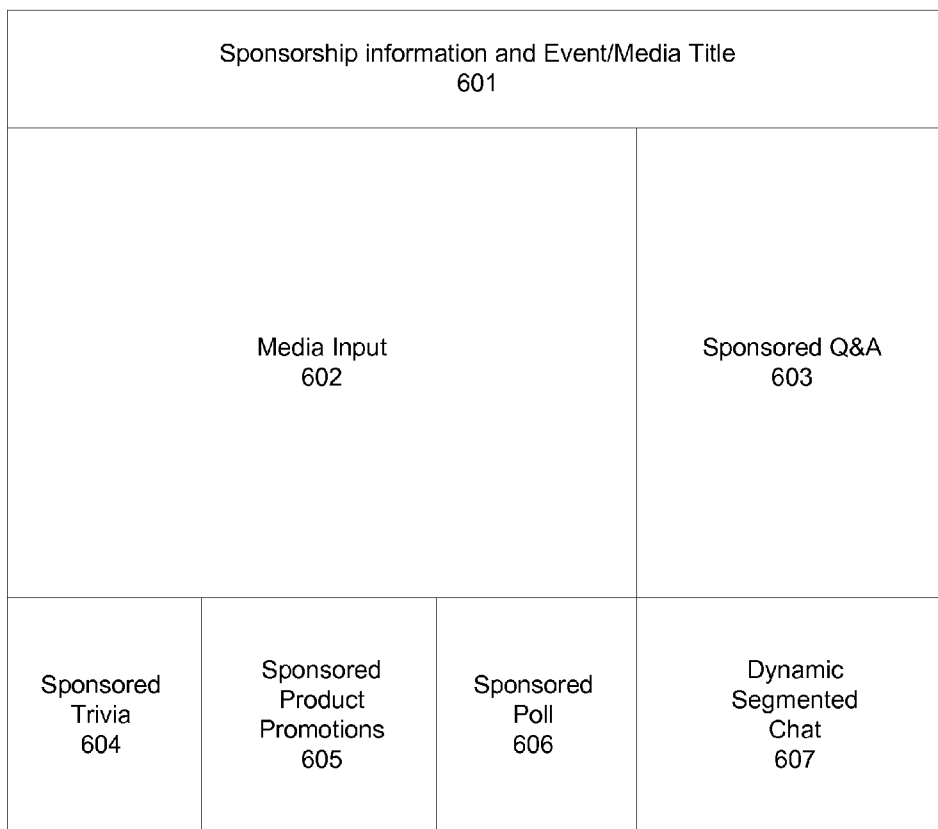 Sponsorship information and Event/Media Title
601
Media Input
602
Sponsored Q&A
603
Sponsored
Trivia
604
Sponsored
Product
Promotions
605
Sponsored
Poll
606
Dynamic
Segmented
Chat
607